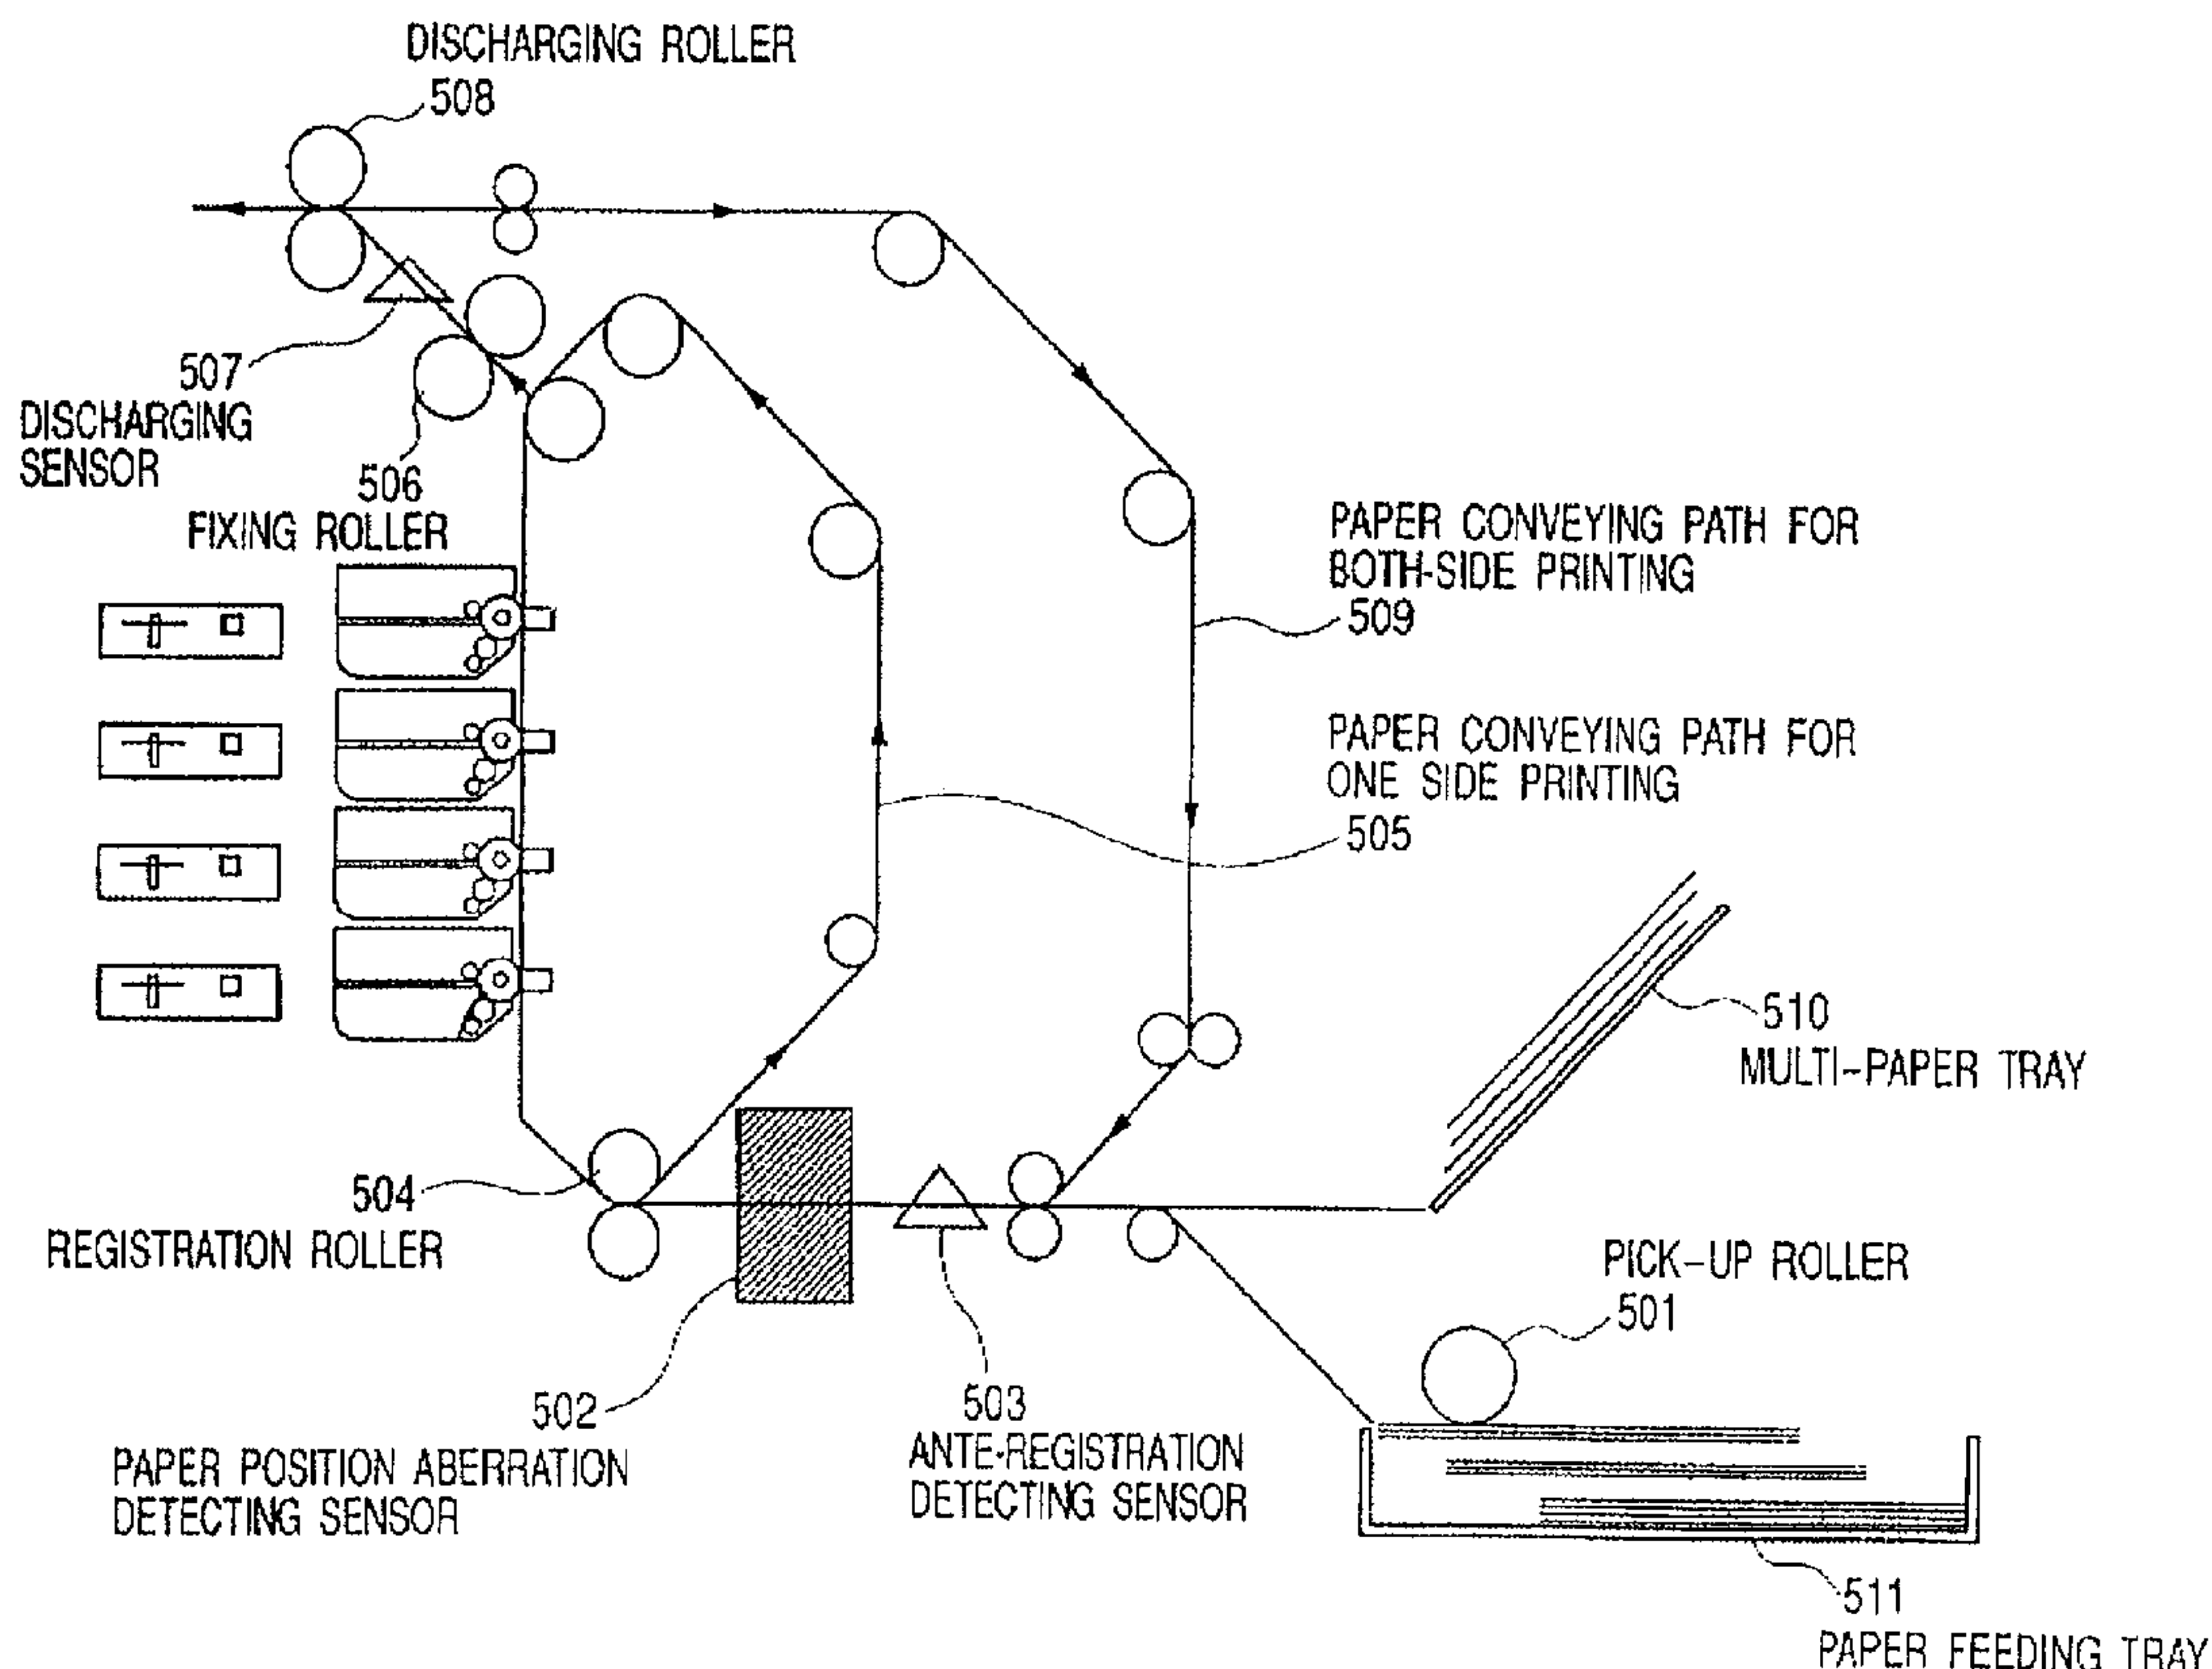 DISCHARGING ROLLER
508
507
DISCHARGING
SENSOR
506
FIXING ROLLER
PAPER CONVEYING PATH FOR
BOTH-SIDE PRINTING
509
PAPER CONVEYING PATH FOR
ONE SIDE PRINTING
505
510
MULTI-PAPER TRAY
504
REGISTRATION ROLLER
PICK-UP ROLLER
501
502
PAPER POSITION ABERRATION
DETECTING SENSOR
503
ANTE-REGISTRATION
DETECTING SENSOR
511
PAPER FEEDING TRAY